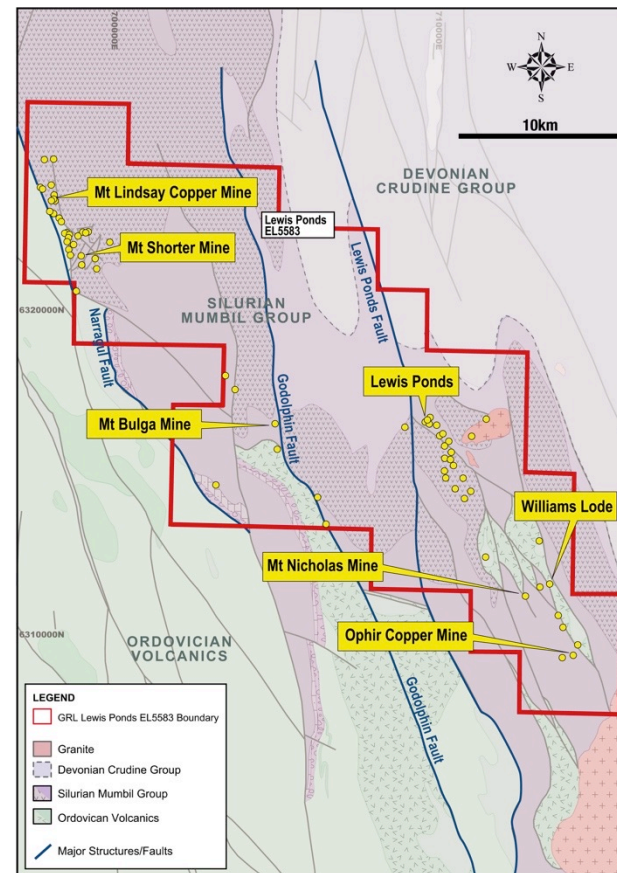 700000E
710000E
N
W
E
S
10km
DEVONIAN
CRUDINE GROUP
Mt Lindsay Copper Mine
Lewis Ponds
EL5583
Mt Shorter Mine
Lewis Ponds Fault
SILURIAN
MUMBIL GROUP
6320000N
Narragul Fault
Godolphin Fault
Lewis Ponds
Mt Bulga Mine
Williams Lode
Mt Nicholas Mine
6310000N
Ophir Copper Mine
ORDOVICIAN
VOLCANICS
Godolphin Fault
LEGEND
GRL Lewis Ponds EL5583 Boundary
Granite
Devonian Crudine Group
Silurian Mumbil Group
Ordovican Volcanics
Major Structures/Faults